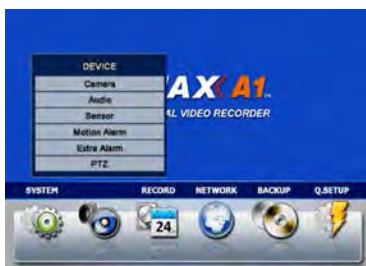 DEVICE
Camera
Audio
Sensor
Motion Alarm
Extra Alarm
PTZ
AX A1
AL VIDEO RECORDER
SYSTEM RECORD NETWORK BACKUP Q.SETUP
24